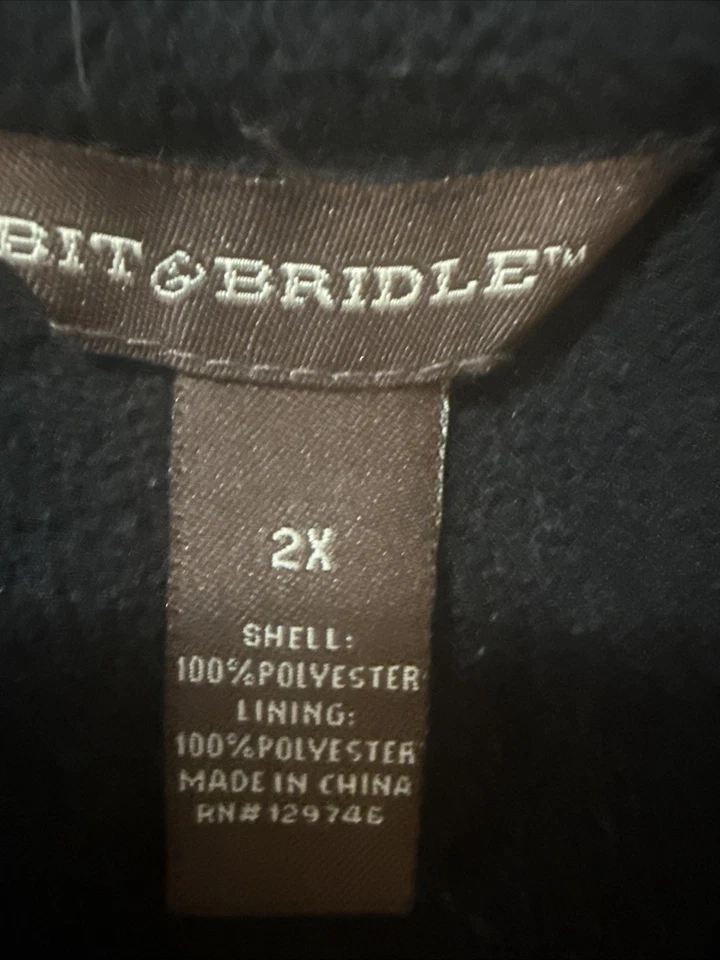 BIT & BRIDLE™
2X
SHELL:
100% POLYESTER
LINING:
100% POLYESTER
MADE IN CHINA
RN# 129746